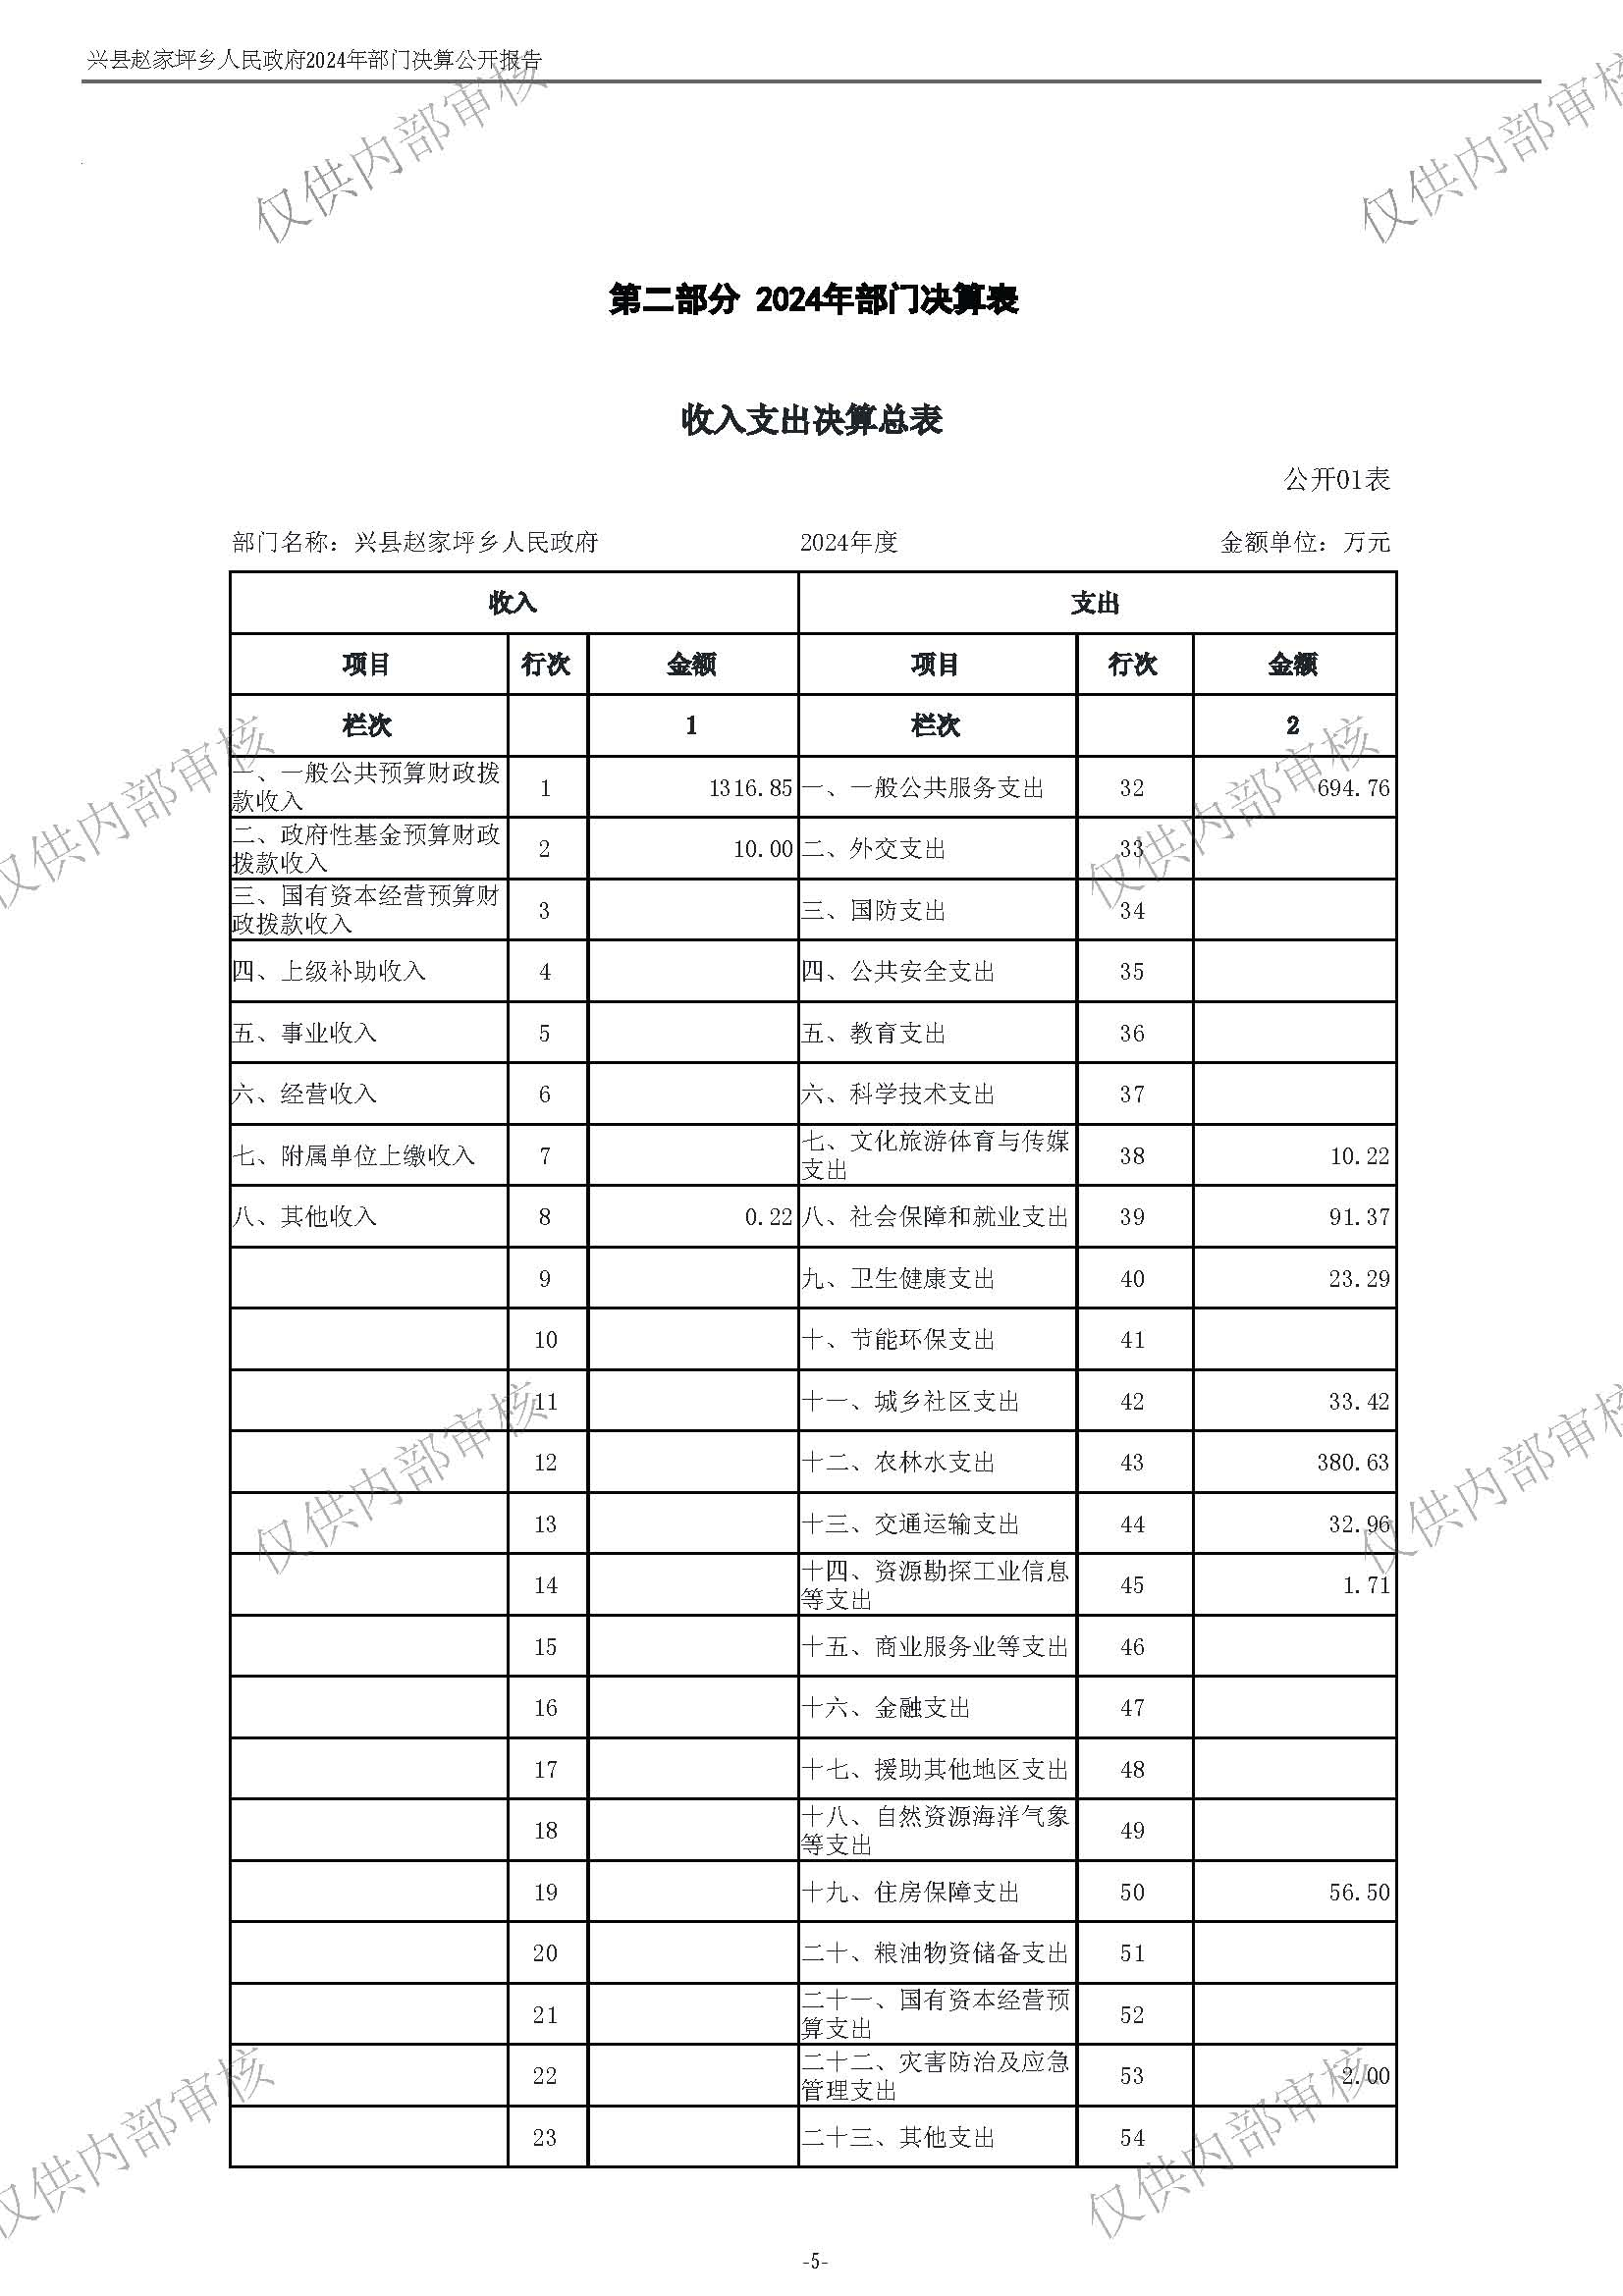 兴县赵家坪乡人民政府2024年部门决算公开报告
第二部分 2024年部门决算表
收入支出决算总表
公开01表
部门名称：兴县赵家坪乡人民政府 2024年度 金额单位：万元
收入 支出
项目 行次 金额 项目 行次 金额
栏次 1 栏次 2
一、一般公共预算财政拨款收入 1 1316.85 一、一般公共服务支出 32 694.76
二、政府性基金预算财政拨款收入 2 10.00 二、外交支出 33
三、国有资本经营预算财政拨款收入 3 三、国防支出 34
四、上级补助收入 4 四、公共安全支出 35
五、事业收入 5 五、教育支出 36
六、经营收入 6 六、科学技术支出 37
七、附属单位上缴收入 7 七、文化旅游体育与传媒支出 38 10.22
八、其他收入 8 0.22 八、社会保障和就业支出 39 91.37
9 九、卫生健康支出 40 23.29
10 十、节能环保支出 41
11 十一、城乡社区支出 42 33.42
12 十二、农林水支出 43 380.63
13 十三、交通运输支出 44 32.96
14 十四、资源勘探工业信息等支出 45 1.71
15 十五、商业服务业等支出 46
16 十六、金融支出 47
17 十七、援助其他地区支出 48
18 十八、自然资源海洋气象等支出 49
19 十九、住房保障支出 50 56.50
20 二十、粮油物资储备支出 51
21 二十一、国有资本经营预算支出 52
22 二十二、灾害防治及应急管理支出 53 2.00
23 二十三、其他支出 54
-5-
仅供内部审核
仅供内部审核
仅供内部审核
仅供内部审核
仅供内部审核
仅供内部审核
仅供内部审核
仅供内部审核